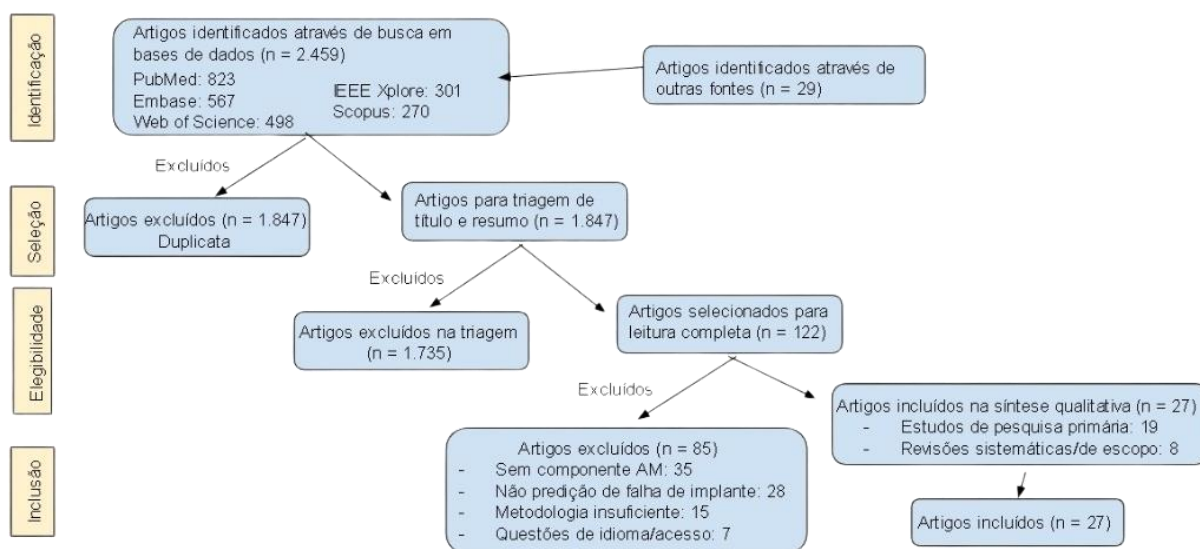 Identificação
Artigos identificados através de busca em
bases de dados (n = 2.459)
PubMed: 823
Embase: 567
Web of Science: 498
IEEE Xplore: 301
Scopus: 270
Artigos identificados através de
outras fontes (n = 29)
Excluídos
Seleção
Artigos excluídos (n = 1.847)
Duplicata
Artigos para triagem de
título e resumo (n = 1.847)
Excluídos
Elegibilidade
Artigos excluídos na triagem
(n = 1.735)
Artigos selecionados para
leitura completa (n = 122)
Excluídos
Artigos incluídos na síntese qualitativa (n = 27)
- Estudos de pesquisa primária: 19
- Revisões sistemáticas/de escopo: 8
Inclusão
Artigos excluídos (n = 85)
- Sem componente AM: 35
- Não predição de falha de implante: 28
- Metodologia insuficiente: 15
- Questões de idioma/acesso: 7
Artigos incluídos (n = 27)